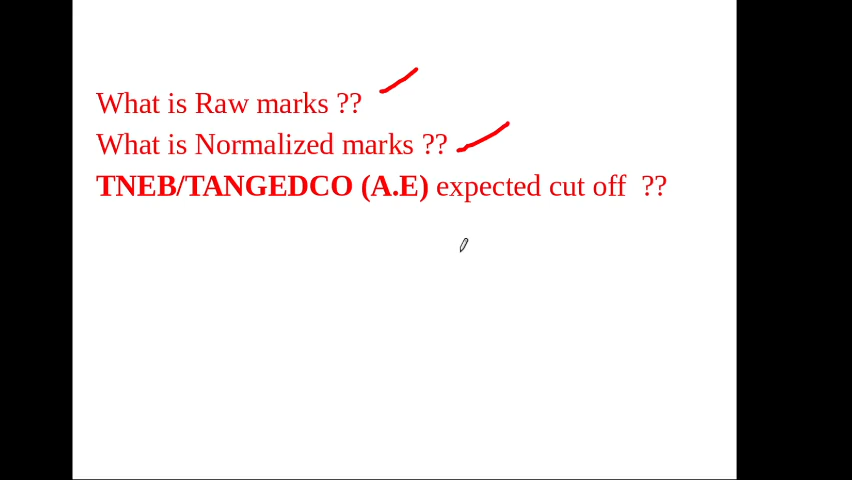 What is Raw marks ??
What is Normalized marks ??
TNEB/TANGEDCO (A.E) expected cut off ??